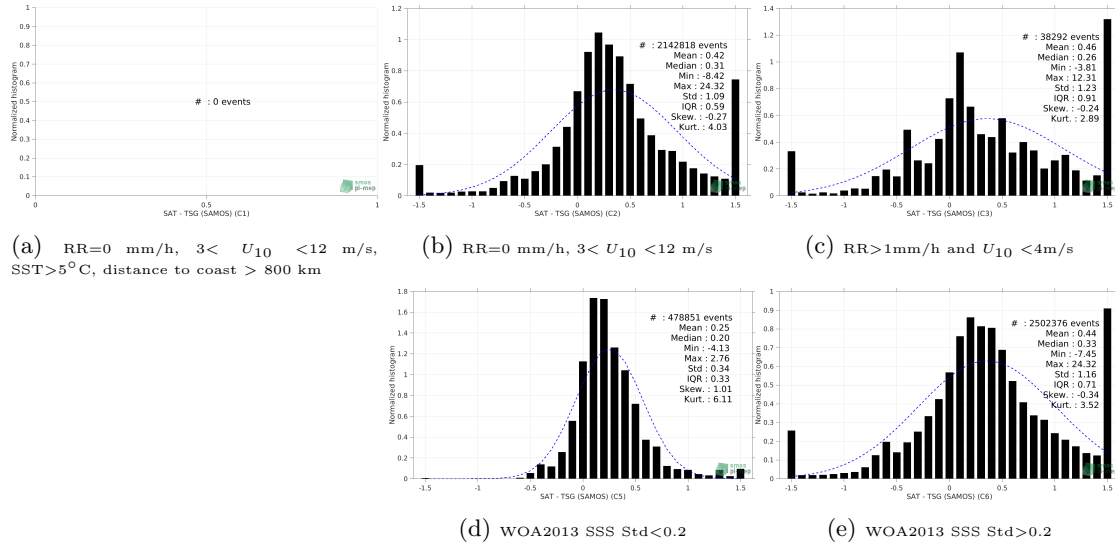 1
0.9
0.8
0.7
0.6
0.5
0.4
0.3
0.2
0.1
0
Normalized histogram
# : 0 events
smos
pi-mep
0 0.5 1
SAT - TSG (SAMOS) (C1)
(a) RR=0 mm/h, 3< U10 <12 m/s,
SST>5°C, distance to coast > 800 km
1.2
1
0.8
0.6
0.4
0.2
0
Normalized histogram
# : 2142818 events
Mean : 0.42
Median : 0.31
Min : -8.42
Max : 24.32
Std : 1.09
IQR : 0.59
Skew. : -0.27
Kurt. : 4.03
-1.5 -1 -0.5 0 0.5 1 1.5
SAT - TSG (SAMOS) (C2)
(b) RR=0 mm/h, 3< U10 <12 m/s
1.4
1.2
1
0.8
0.6
0.4
0.2
0
Normalized histogram
# : 38292 events
Mean : 0.46
Median : 0.26
Min : -3.81
Max : 12.31
Std : 1.23
IQR : 0.91
Skew. : -0.24
Kurt. : 2.89
-1.5 -1 -0.5 0 0.5 1 1.5
SAT - TSG (SAMOS) (C3)
(c) RR>1mm/h and U10 <4m/s
1.8
1.6
1.4
1.2
1
0.8
0.6
0.4
0.2
0
Normalized histogram
# : 478851 events
Mean : 0.25
Median : 0.20
Min : -4.13
Max : 2.76
Std : 0.34
IQR : 0.33
Skew. : 1.01
Kurt. : 6.11
smos
pi-mep
-1.5 -1 -0.5 0 0.5 1 1.5
SAT - TSG (SAMOS) (C5)
(d) WOA2013 SSS Std<0.2
1
0.9
0.8
0.7
0.6
0.5
0.4
0.3
0.2
0.1
0
Normalized histogram
# : 2502376 events
Mean : 0.44
Median : 0.33
Min : -7.45
Max : 24.32
Std : 1.16
IQR : 0.71
Skew. : -0.34
Kurt. : 3.52
-1.5 -1 -0.5 0 0.5 1 1.5
SAT - TSG (SAMOS) (C6)
(e) WOA2013 SSS Std>0.2